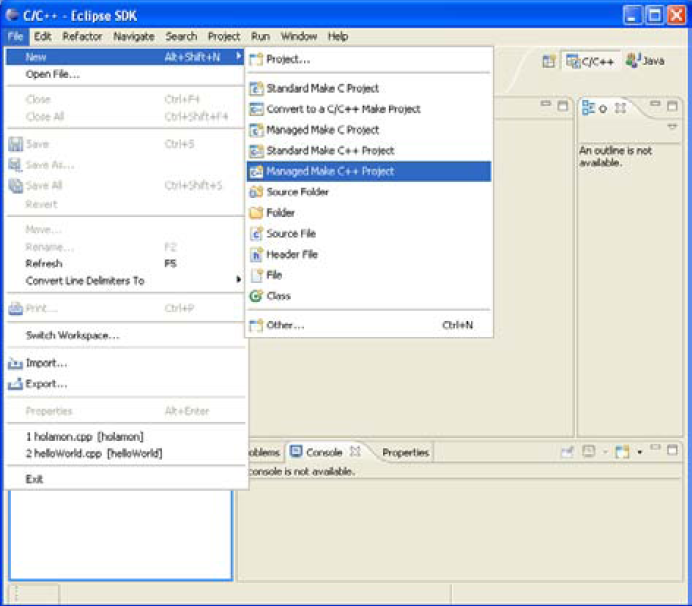 C/C++ - Eclipse SDK
File Edit Refactor Navigate Search Project Run Window Help
New Alt+Shift+N
Open File...
Close Ctrl+F4
Close All Ctrl+Shift+F4
Save Ctrl+S
Save As...
Save All Ctrl+Shift+S
Revert
Move...
Rename... F2
Refresh F5
Convert Line Delimiters To
Print... Ctrl+P
Switch Workspace...
Import...
Export...
Properties Alt+Enter
1 holamon.cpp [holamon]
2 helloWorld.cpp [helloWorld]
Exit
Project...
Standard Make C Project
Convert to a C/C++ Make Project
Managed Make C Project
Standard Make C++ Project
Managed Make C++ Project
Source Folder
Folder
Source File
Header File
File
Class
Other... Ctrl+N
C/C++ Java
O
An outline is not
available.
oblems Console Properties
console is not available.